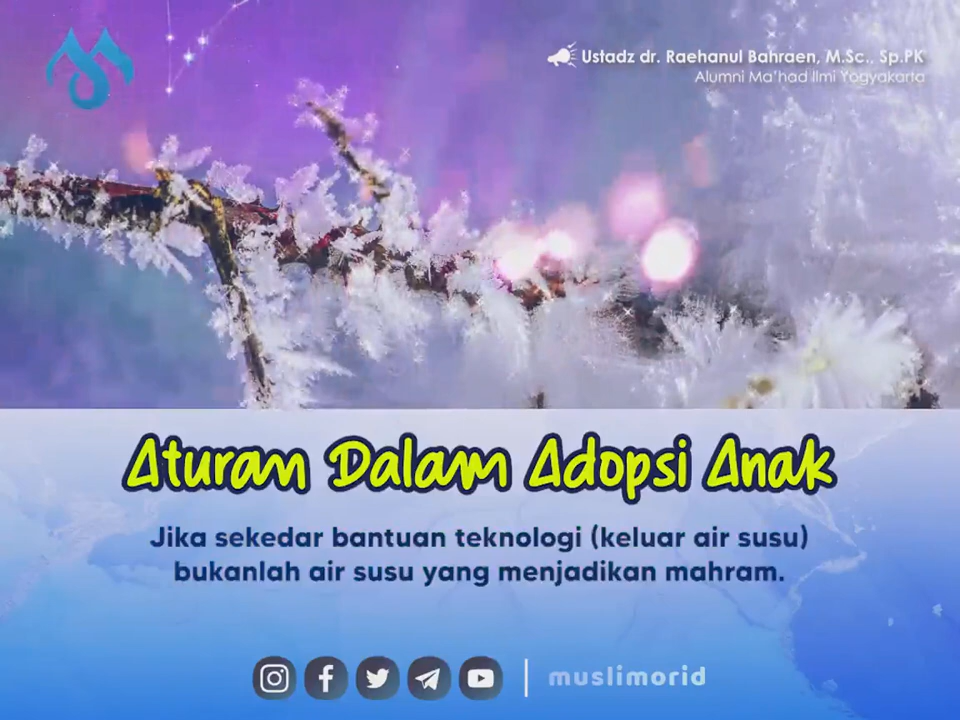 Ustadz dr. Raehanul Bahraen, M.Sc., Sp.PK
Alumni Ma'had Ilmi Yogyakarta
Aturan Dalam Adopsi Anak
Jika sekedar bantuan teknologi (keluar air susu)
bukanlah air susu yang menjadikan mahram.
muslimorid